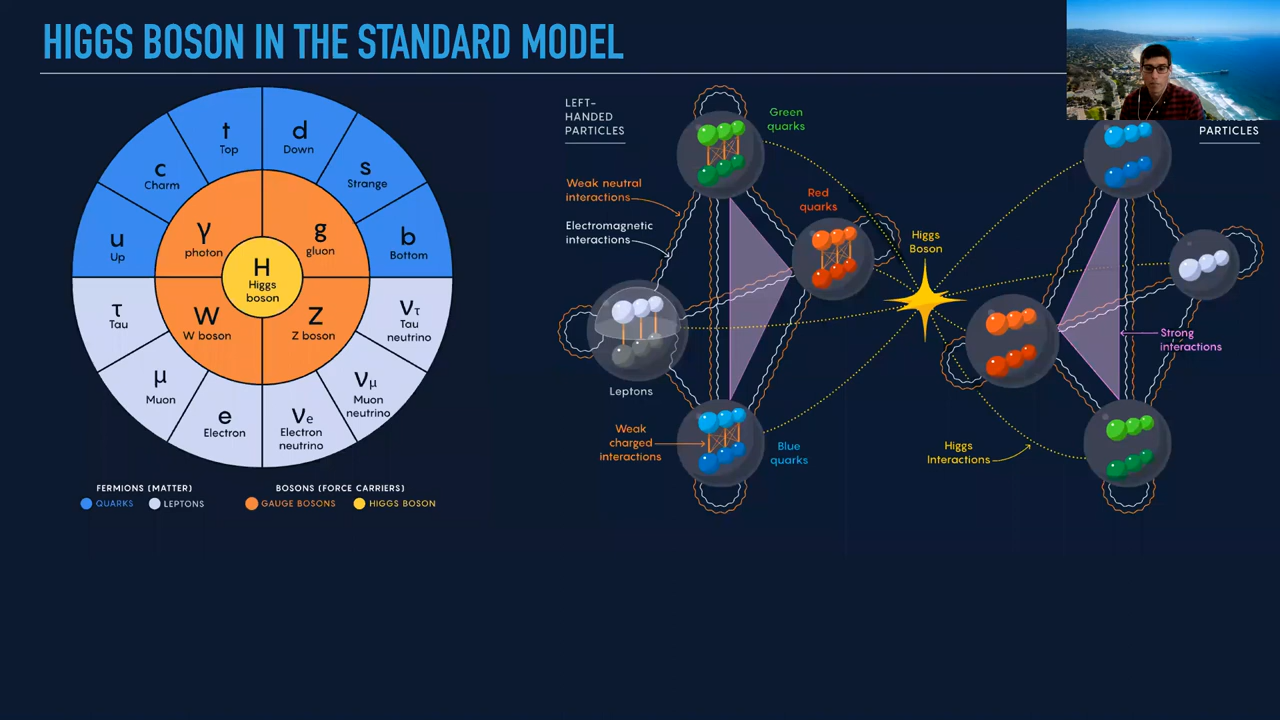 HIGGS BOSON IN THE STANDARD MODEL
t
Top
d
Down
c
Charm
s
Strange
u
Up
b
Bottom
γ
photon
g
gluon
H
Higgs
boson
W
W boson
Z
Z boson
τ
Tau
ντ
Tau
neutrino
μ
Muon
νμ
Muon
neutrino
e
Electron
νe
Electron
neutrino
FERMIONS (MATTER)
QUARKS
LEPTONS
BOSONS (FORCE CARRIERS)
GAUGE BOSONS
HIGGS BOSON
LEFT-
HANDED
PARTICLES
Green
quarks
Weak neutral
interactions
Electromagnetic
interactions
Red
quarks
Leptons
Weak
charged
interactions
Blue
quarks
Higgs
Boson
Higgs
Interactions
PARTICLES
Strong
interactions